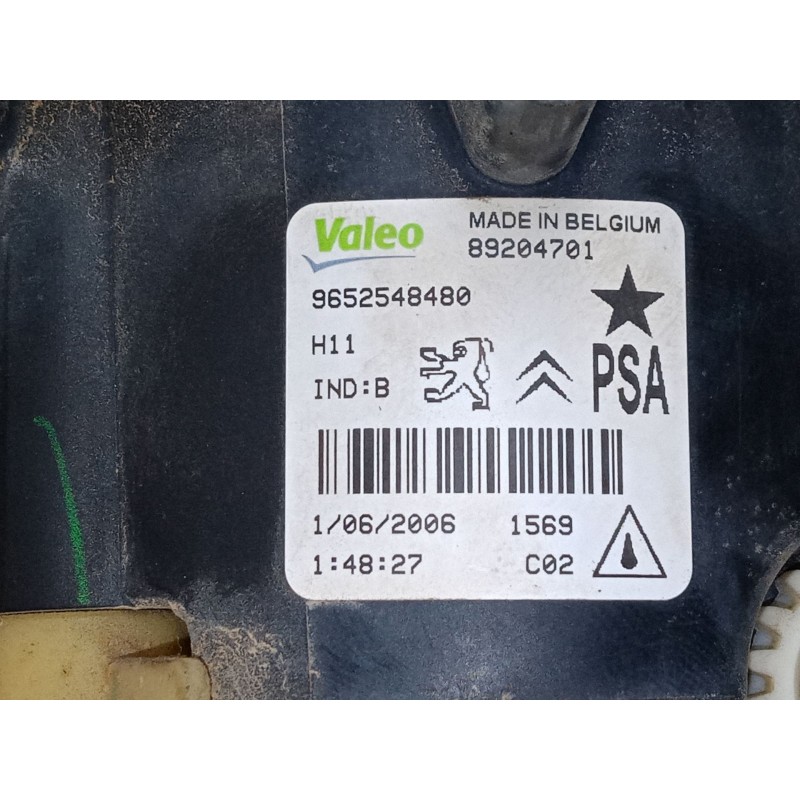 Valeo
MADE IN BELGIUM
89204701
9652548480
H11
IND:B
PSA
1/06/2006 1569
1:48:27 C02